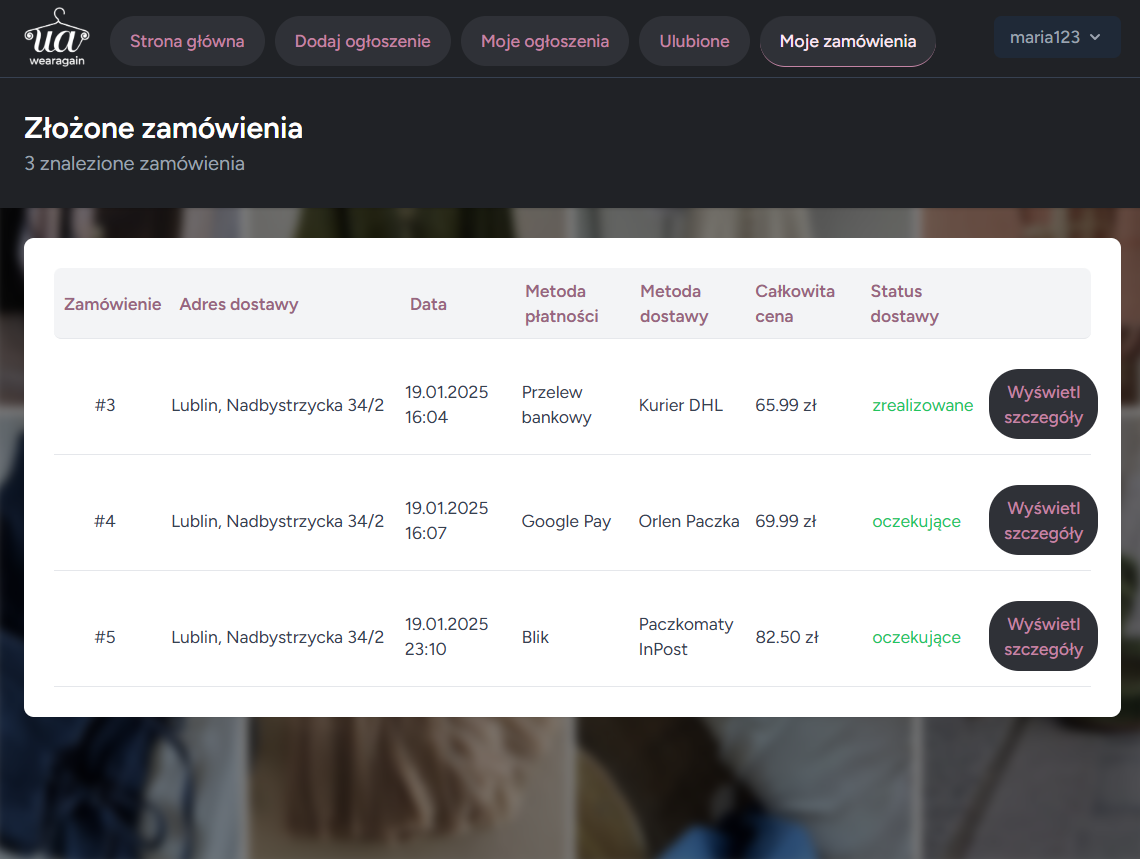 ua
wearagain
Strona główna
Dodaj ogłoszenie
Moje ogłoszenia
Ulubione
Moje zamówienia
maria123
Złożone zamówienia
3 znalezione zamówienia
Zamówienie
Adres dostawy
Data
Metoda
płatności
Metoda
dostawy
Całkowita
cena
Status
dostawy
#3
Lublin, Nadbystrzycka 34/2
19.01.2025
16:04
Przelew
bankowy
Kurier DHL
65.99 zł
zrealizowane
Wyświetl
szczegóły
#4
Lublin, Nadbystrzycka 34/2
19.01.2025
16:07
Google Pay
Orlen Paczka
69.99 zł
oczekujące
Wyświetl
szczegóły
#5
Lublin, Nadbystrzycka 34/2
19.01.2025
23:10
Blik
Paczkomaty
InPost
82.50 zł
oczekujące
Wyświetl
szczegóły